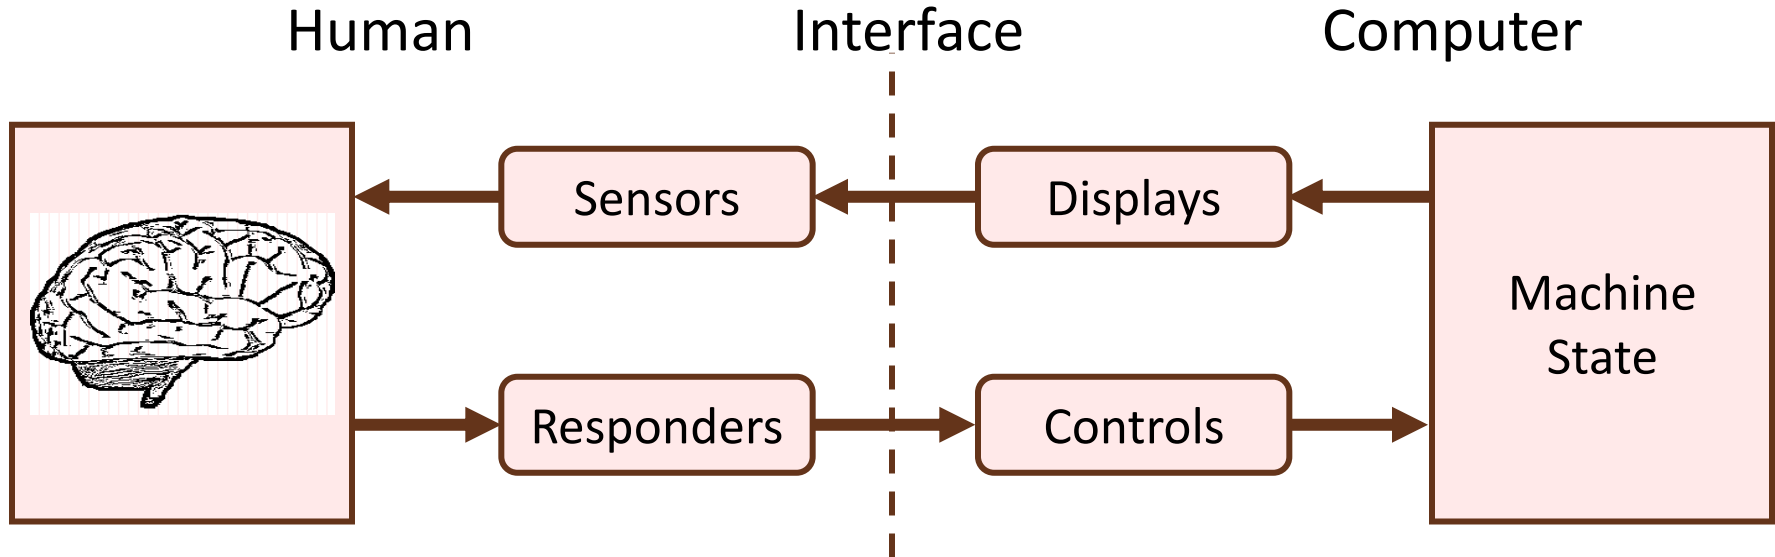 Human
Interface
Computer
Sensors
Displays
Machine
State
Responders
Controls